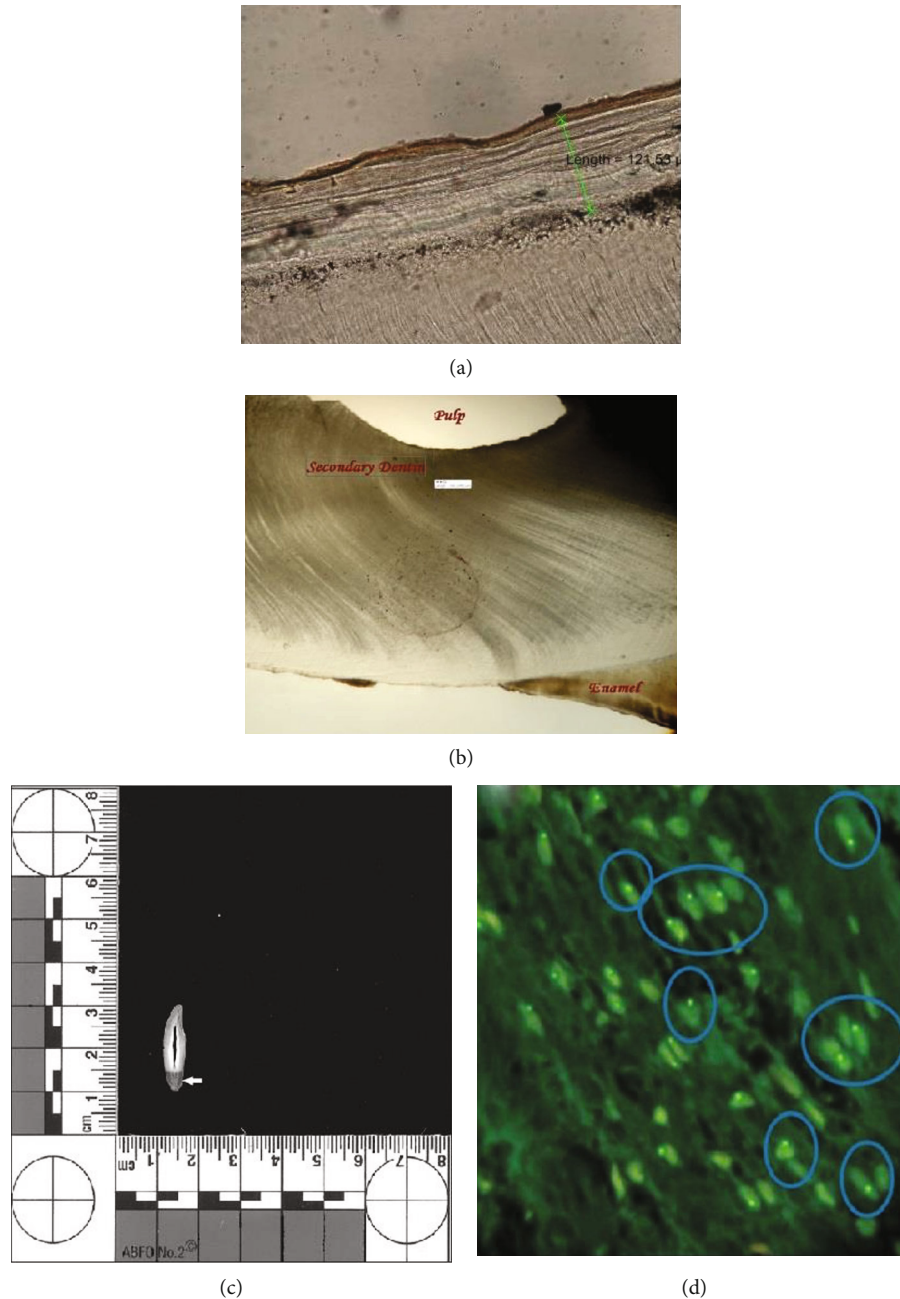 Length = 121,53 µ
(a)
Pulp
Secondary Dentin
(b)
8
7
6
5
4
3
2
1
cm
cm 1 2 3 4 5 6 7 8
ABFO No.2 ©
(c)
(d)